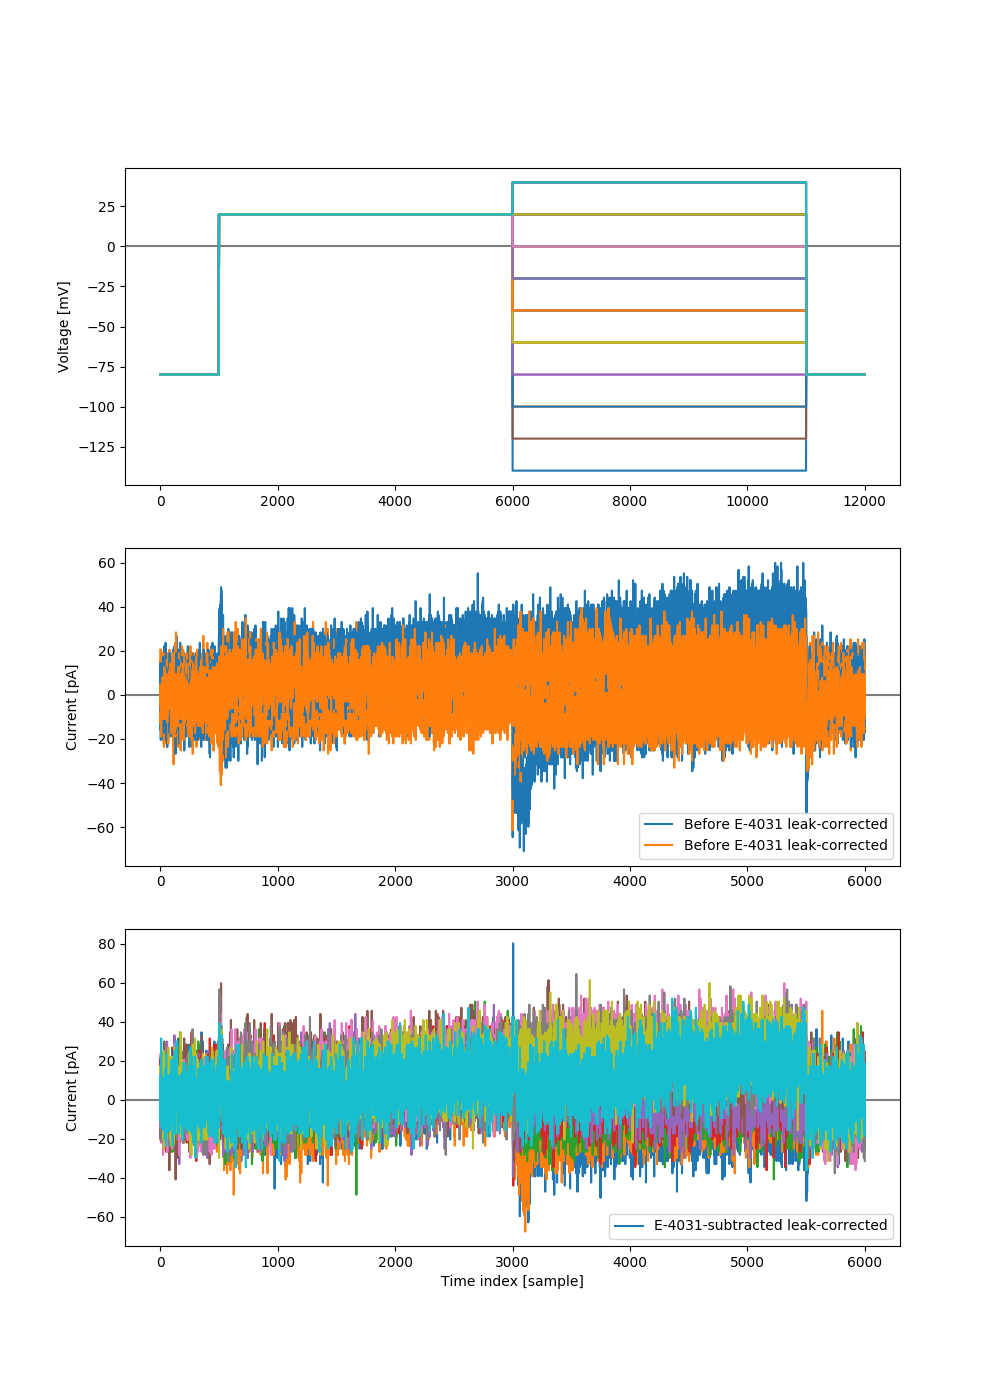 25
0
−25
−50
−75
−100
−125
Voltage [mV]
0 2000 4000 6000 8000 10000 12000
60
40
20
0
−20
−40
−60
Current [pA]
Before E-4031 leak-corrected
Before E-4031 leak-corrected
0 1000 2000 3000 4000 5000 6000
80
60
40
20
0
−20
−40
−60
Current [pA]
E-4031-subtracted leak-corrected
0 1000 2000 3000 4000 5000 6000
Time index [sample]